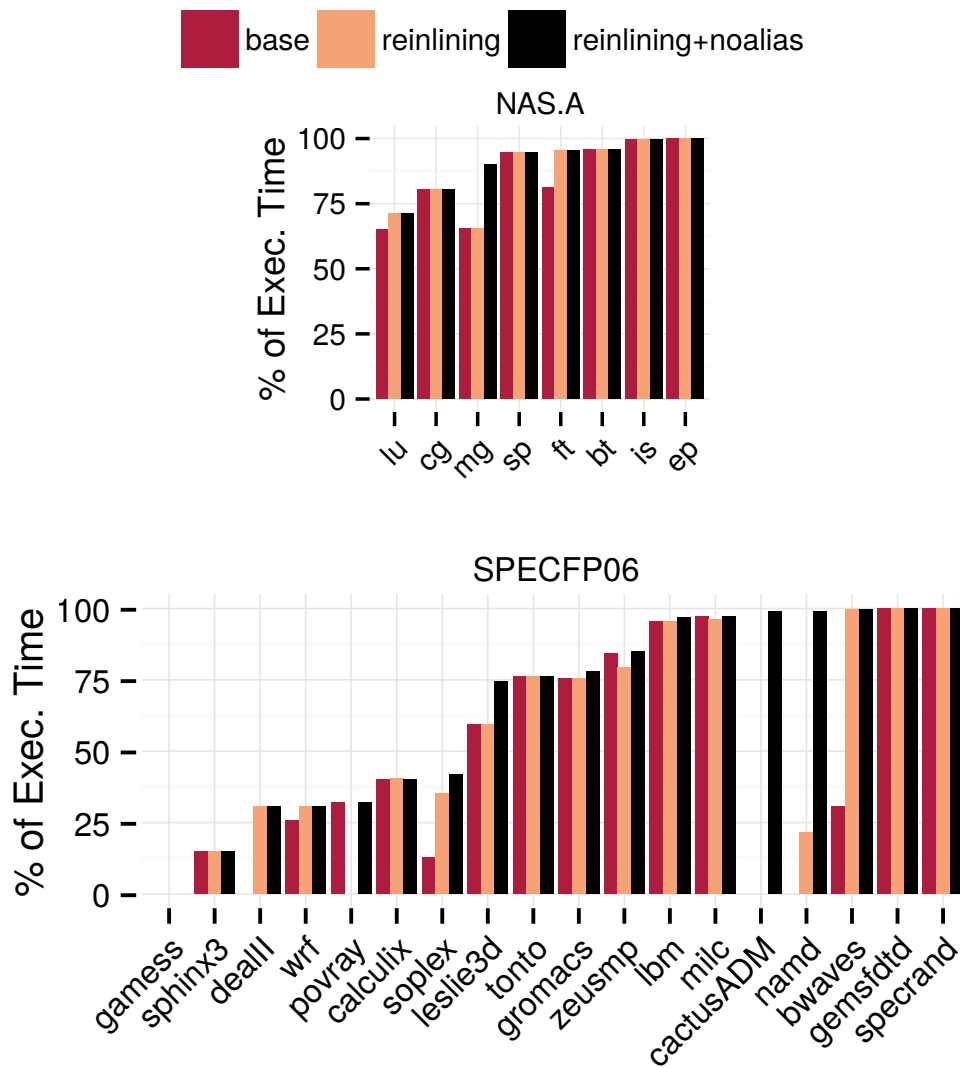 base reinlining reinlining+noalias
NAS.A
% of Exec. Time
100
75
50
25
0
lu cg mg sp ft bt is ep
SPECFP06
% of Exec. Time
100
75
50
25
0
gamess sphinx3 dealII wrf povray calculix soplex leslie3d tonto gromacs zeusmp lbm milc cactusADM namd bwaves gemsfdtd specrand